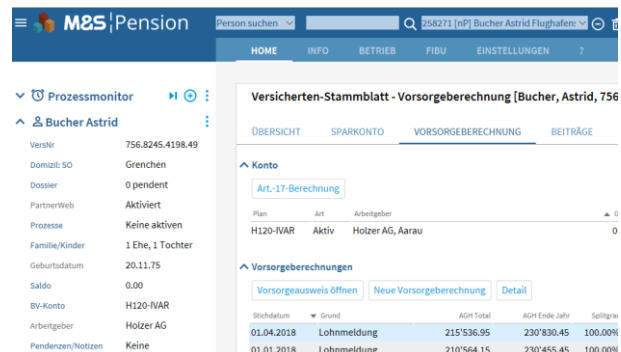 M&S Pension
Person suchen
258271 [nP] Bucher Astrid Flughafens
HOME INFO BETRIEB FIBU EINSTELLUNGEN ?
Prozessmonitor
Bucher Astrid
VersNr 756.8245.4198.49
Domizil: SO Grenchen
Dossier 0 pendent
PartnerWeb Aktiviert
Prozesse Keine aktiven
Familie/Kinder 1 Ehe, 1 Tochter
Geburtsdatum 20.11.75
Saldo 0.00
BV-Konto H120-IVAR
Arbeitgeber Holzer AG
Pendenzen/Notizen Keine
Versicherten-Stammblatt - Vorsorgeberechnung [Bucher, Astrid, 756
ÜBERSICHT SPARKONTO VORSORGEBERECHNUNG BEITRÄGE
Konto
Art.-17-Berechnung
Plan Art Arbeitgeber
H120-IVAR Aktiv Holzer AG, Aarau 0
Vorsorgeberechnungen
Vorsorgeausweis öffnen Neue Vorsorgeberechnung Detail
Stichdatum Grund AGH Total AGH Ende Jahr Splitgrad
01.04.2018 Lohnmeldung 215'536.95 230'830.45 100.00%
01.01.2018 Lohnmeldung 210'564.15 230'455.45 100.00%